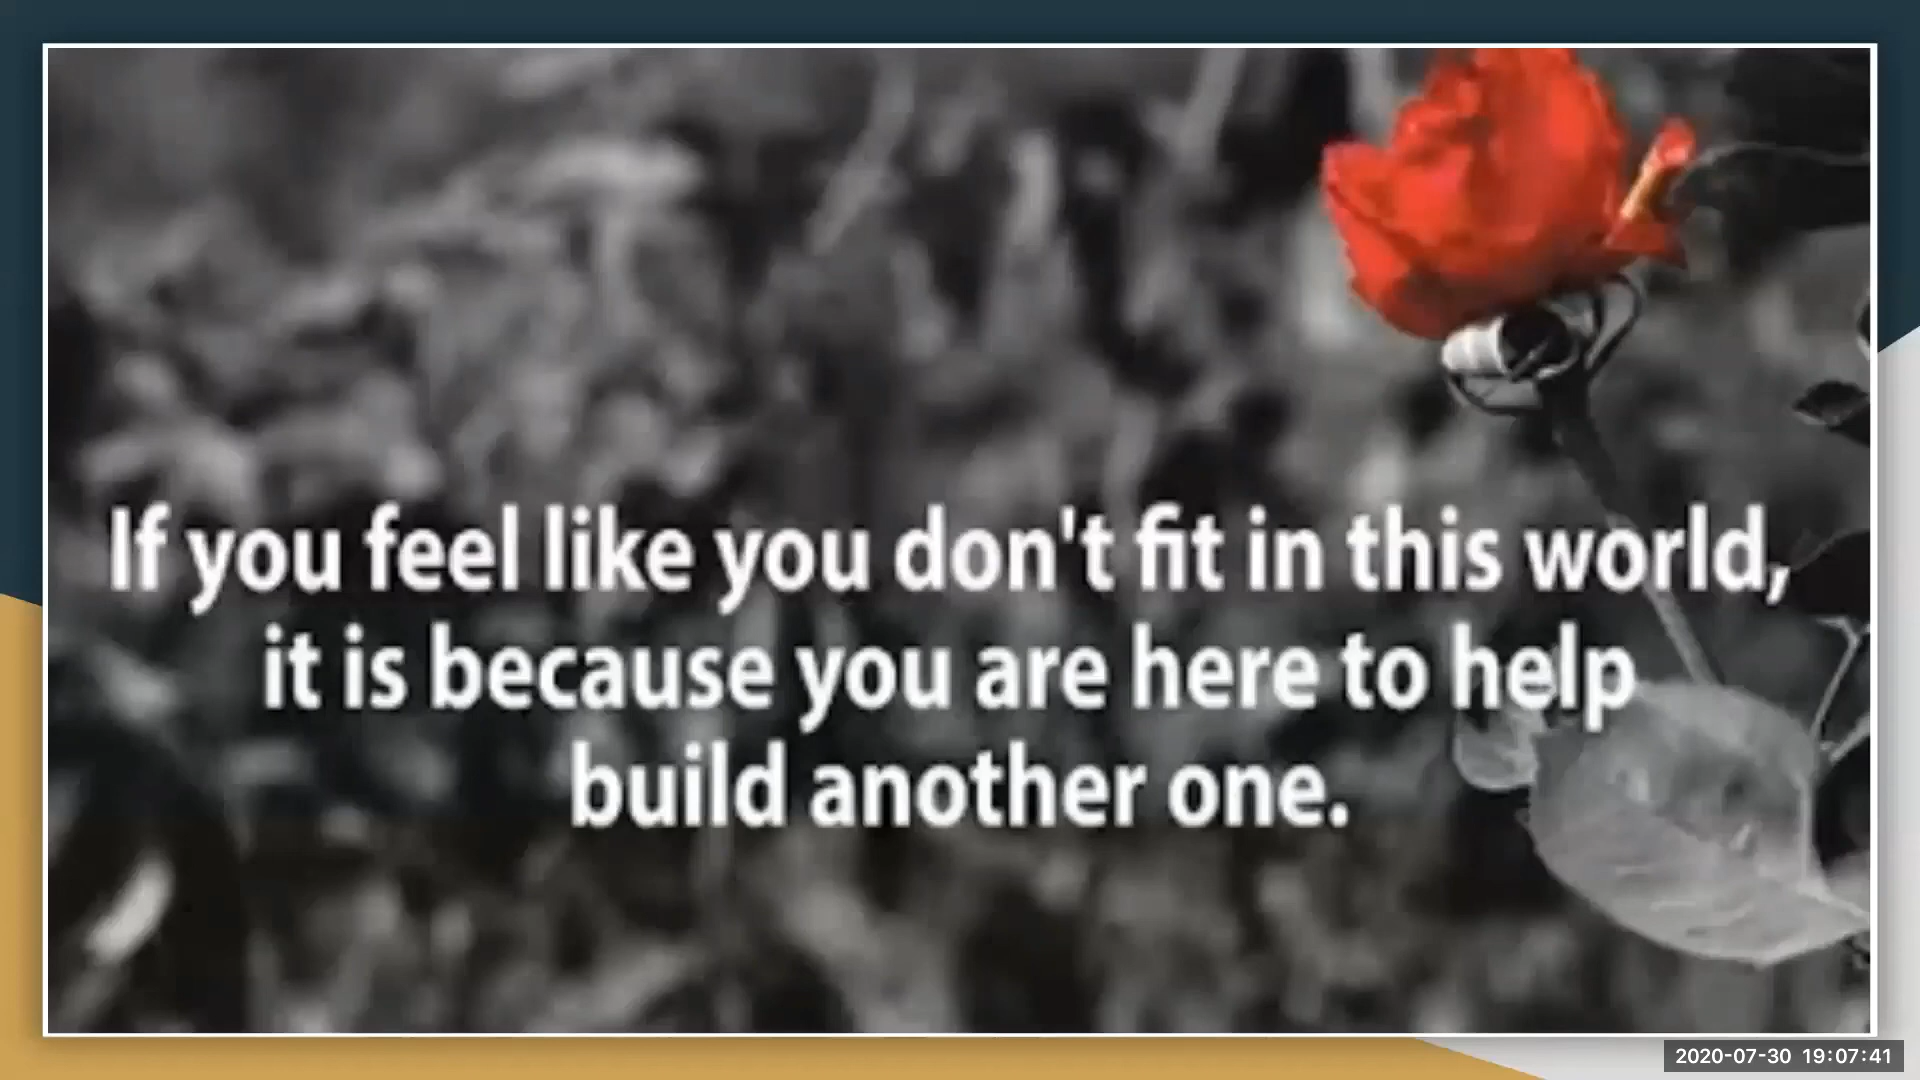 If you feel like you don't fit in this world,
it is because you are here to help
build another one.
2020-07-30 19:07:41